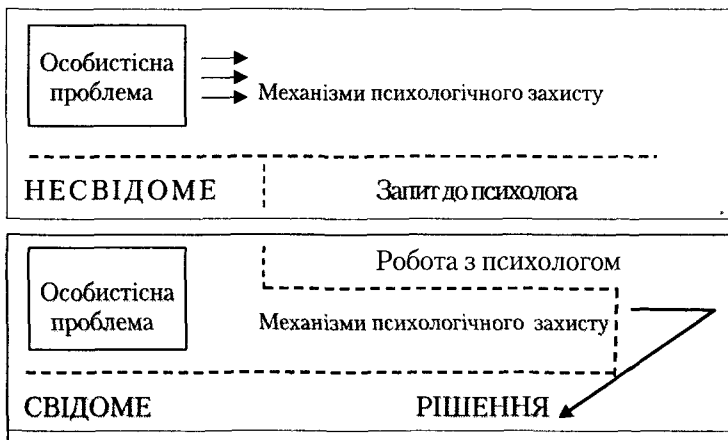 Особистісна
проблема
Механізми психологічного захисту
НЕСВІДОМЕ
Запит до психолога
Робота з психологом
Особистісна
проблема
Механізми психологічного захисту
СВІДОМЕ
РІШЕННЯ